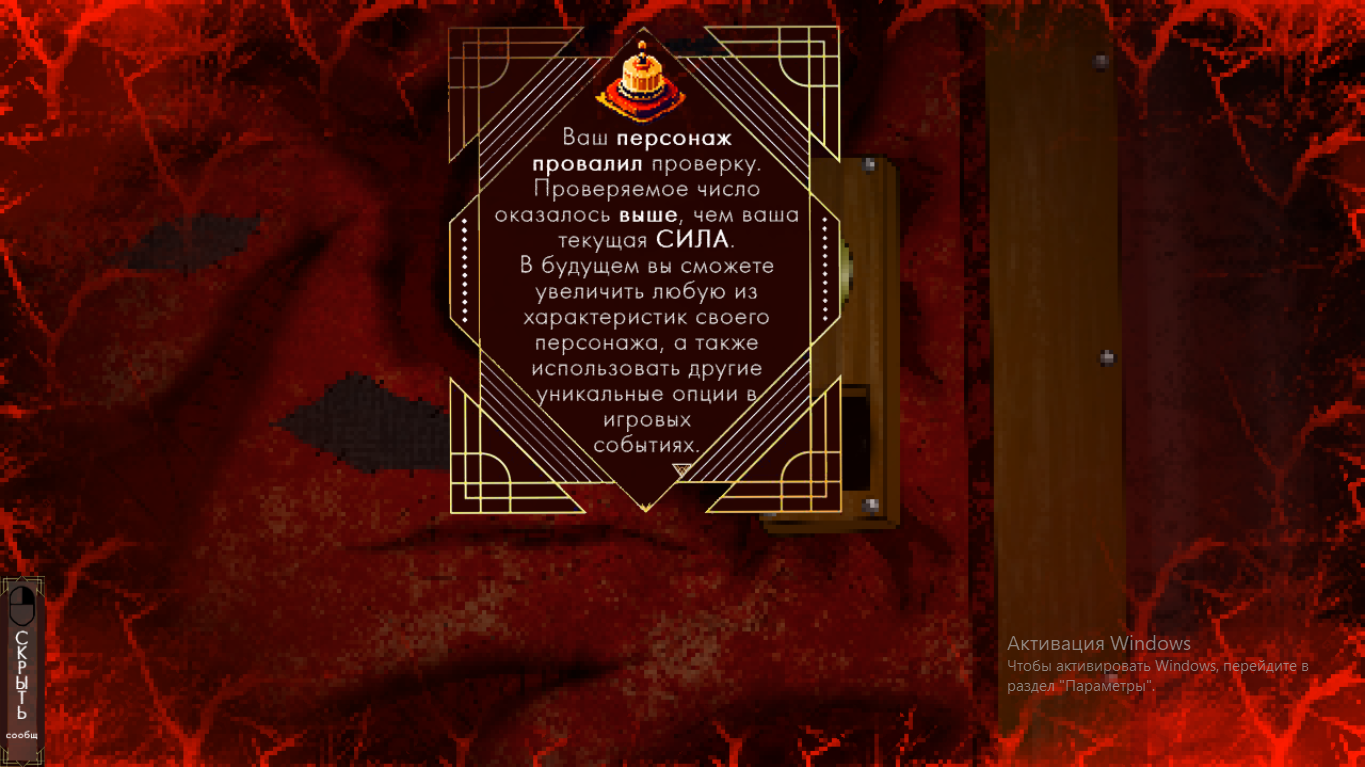 Ваш персонаж
провалил проверку.
Проверяемое число
оказалось выше, чем ваша
текущая СИЛА.
В будущем вы сможете
увеличить любую из
характеристик своего
персонажа, а также
использовать другие
уникальные опции в
игровых
событиях.
СКРЫТЬ
сообщ
Активация Windows
Чтобы активировать Windows, перейдите в
раздел "Параметры".